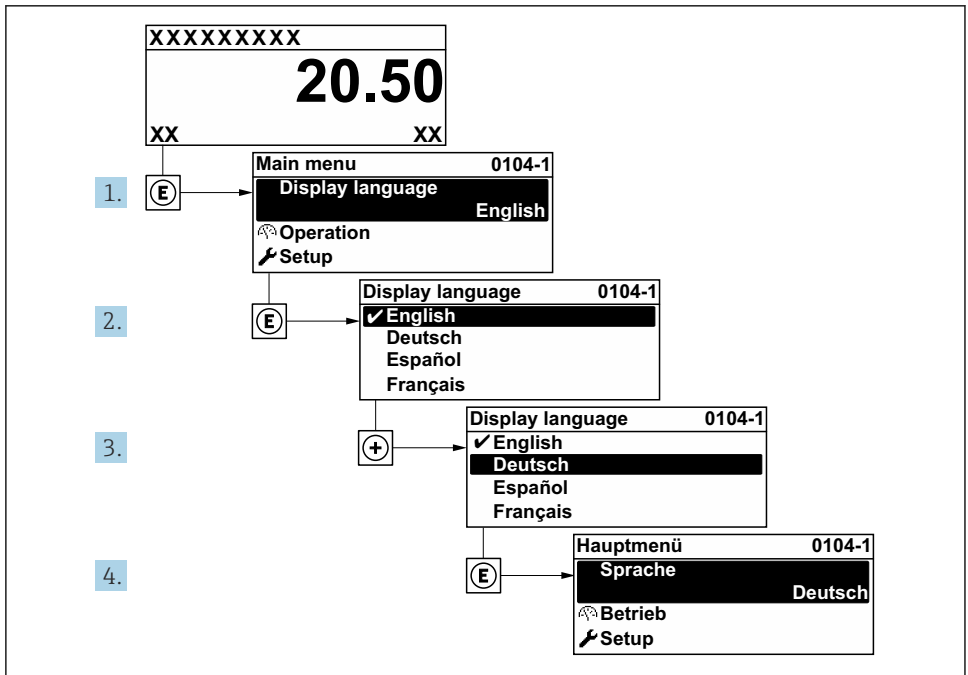 XXXXXXXXX
20.50
XX XX
1. E
Main menu 0104-1
Display language
English
Operation
Setup
2. E
Display language 0104-1
✔English
Deutsch
Español
Français
3. +
Display language 0104-1
✔English
Deutsch
Español
Français
4. E
Hauptmenü 0104-1
Sprache
Deutsch
Betrieb
Setup